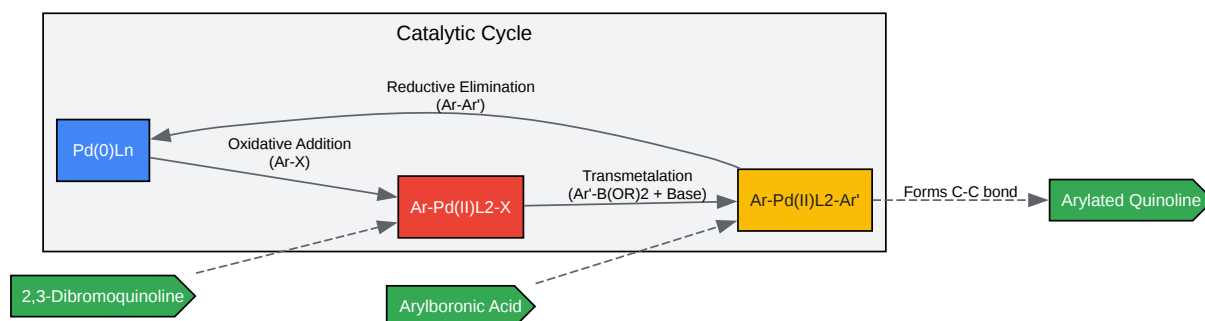 Catalytic Cycle
Reductive Elimination
(Ar-Ar')
Pd(0)Ln
Oxidative Addition
(Ar-X)
Ar-Pd(II)L2-X
Transmetalation
(Ar'-B(OR)2 + Base)
Ar-Pd(II)L2-Ar'
Forms C-C bond
Arylated Quinoline
2,3-Dibromoquinoline
Arylboronic Acid